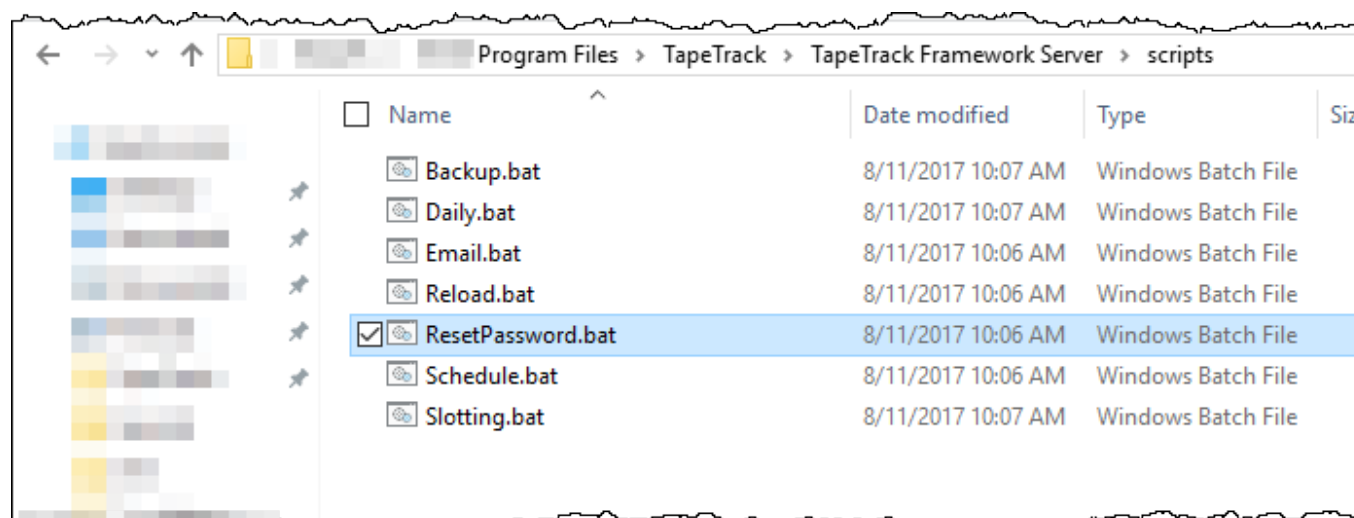 Program Files > TapeTrack > TapeTrack Framework Server > scripts
Name Date modified Type Siz
Backup.bat 8/11/2017 10:07 AM Windows Batch File
Daily.bat 8/11/2017 10:07 AM Windows Batch File
Email.bat 8/11/2017 10:06 AM Windows Batch File
Reload.bat 8/11/2017 10:06 AM Windows Batch File
ResetPassword.bat 8/11/2017 10:06 AM Windows Batch File
Schedule.bat 8/11/2017 10:06 AM Windows Batch File
Slotting.bat 8/11/2017 10:07 AM Windows Batch File